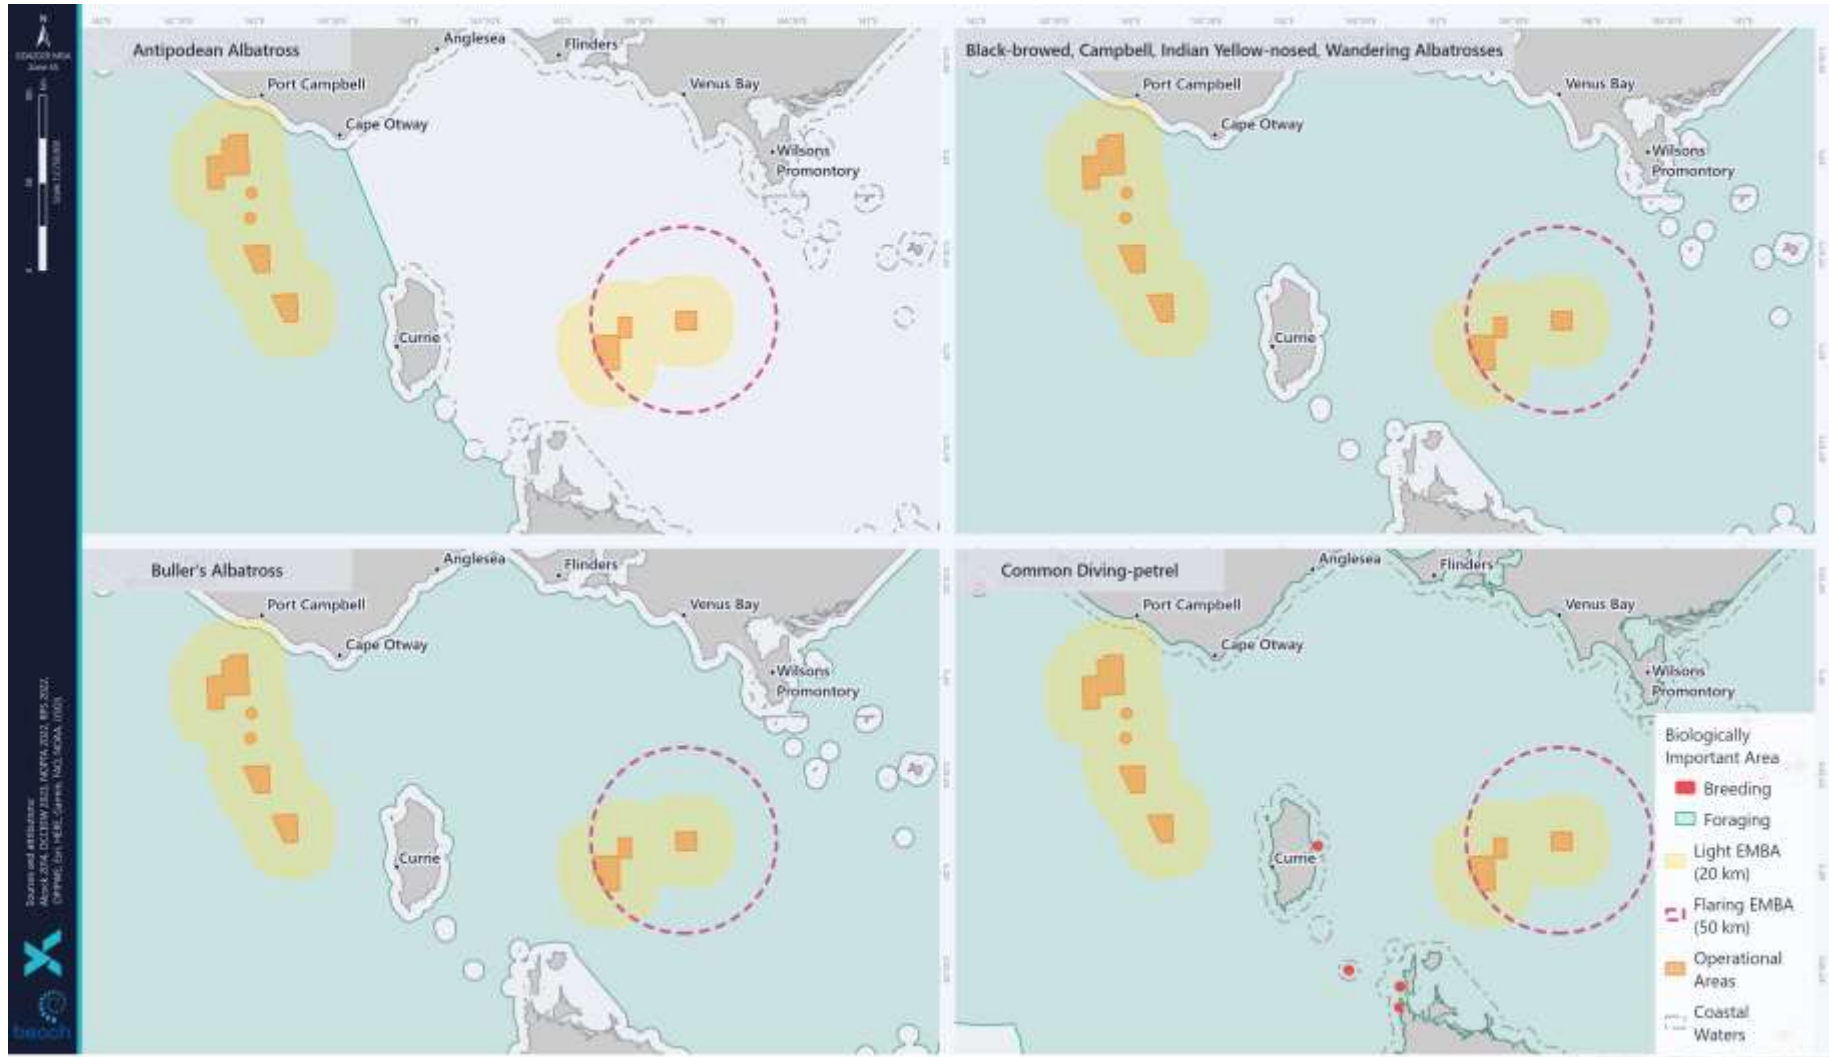 N
Antipodean Albatross
Anglesea
Flinders
Port Campbell
Venus Bay
Cape Otway
Wilsons
Promontory
Currie
Black-browed, Campbell, Indian Yellow-nosed, Wandering Albatrosses
Port Campbell
Venus Bay
Cape Otway
Wilsons
Promontory
Currie
Buller's Albatross
Anglesea
Flinders
Port Campbell
Venus Bay
Cape Otway
Wilsons
Promontory
Currie
Common Diving-petrel
Anglesea
Flinders
Port Campbell
Venus Bay
Cape Otway
Wilsons
Promontory
Currie
Biologically
Important Area
Breeding
Foraging
Light EMBA
(20 km)
Flaring EMBA
(50 km)
Operational
Areas
Coastal
Waters
Sources and attributions:
beach